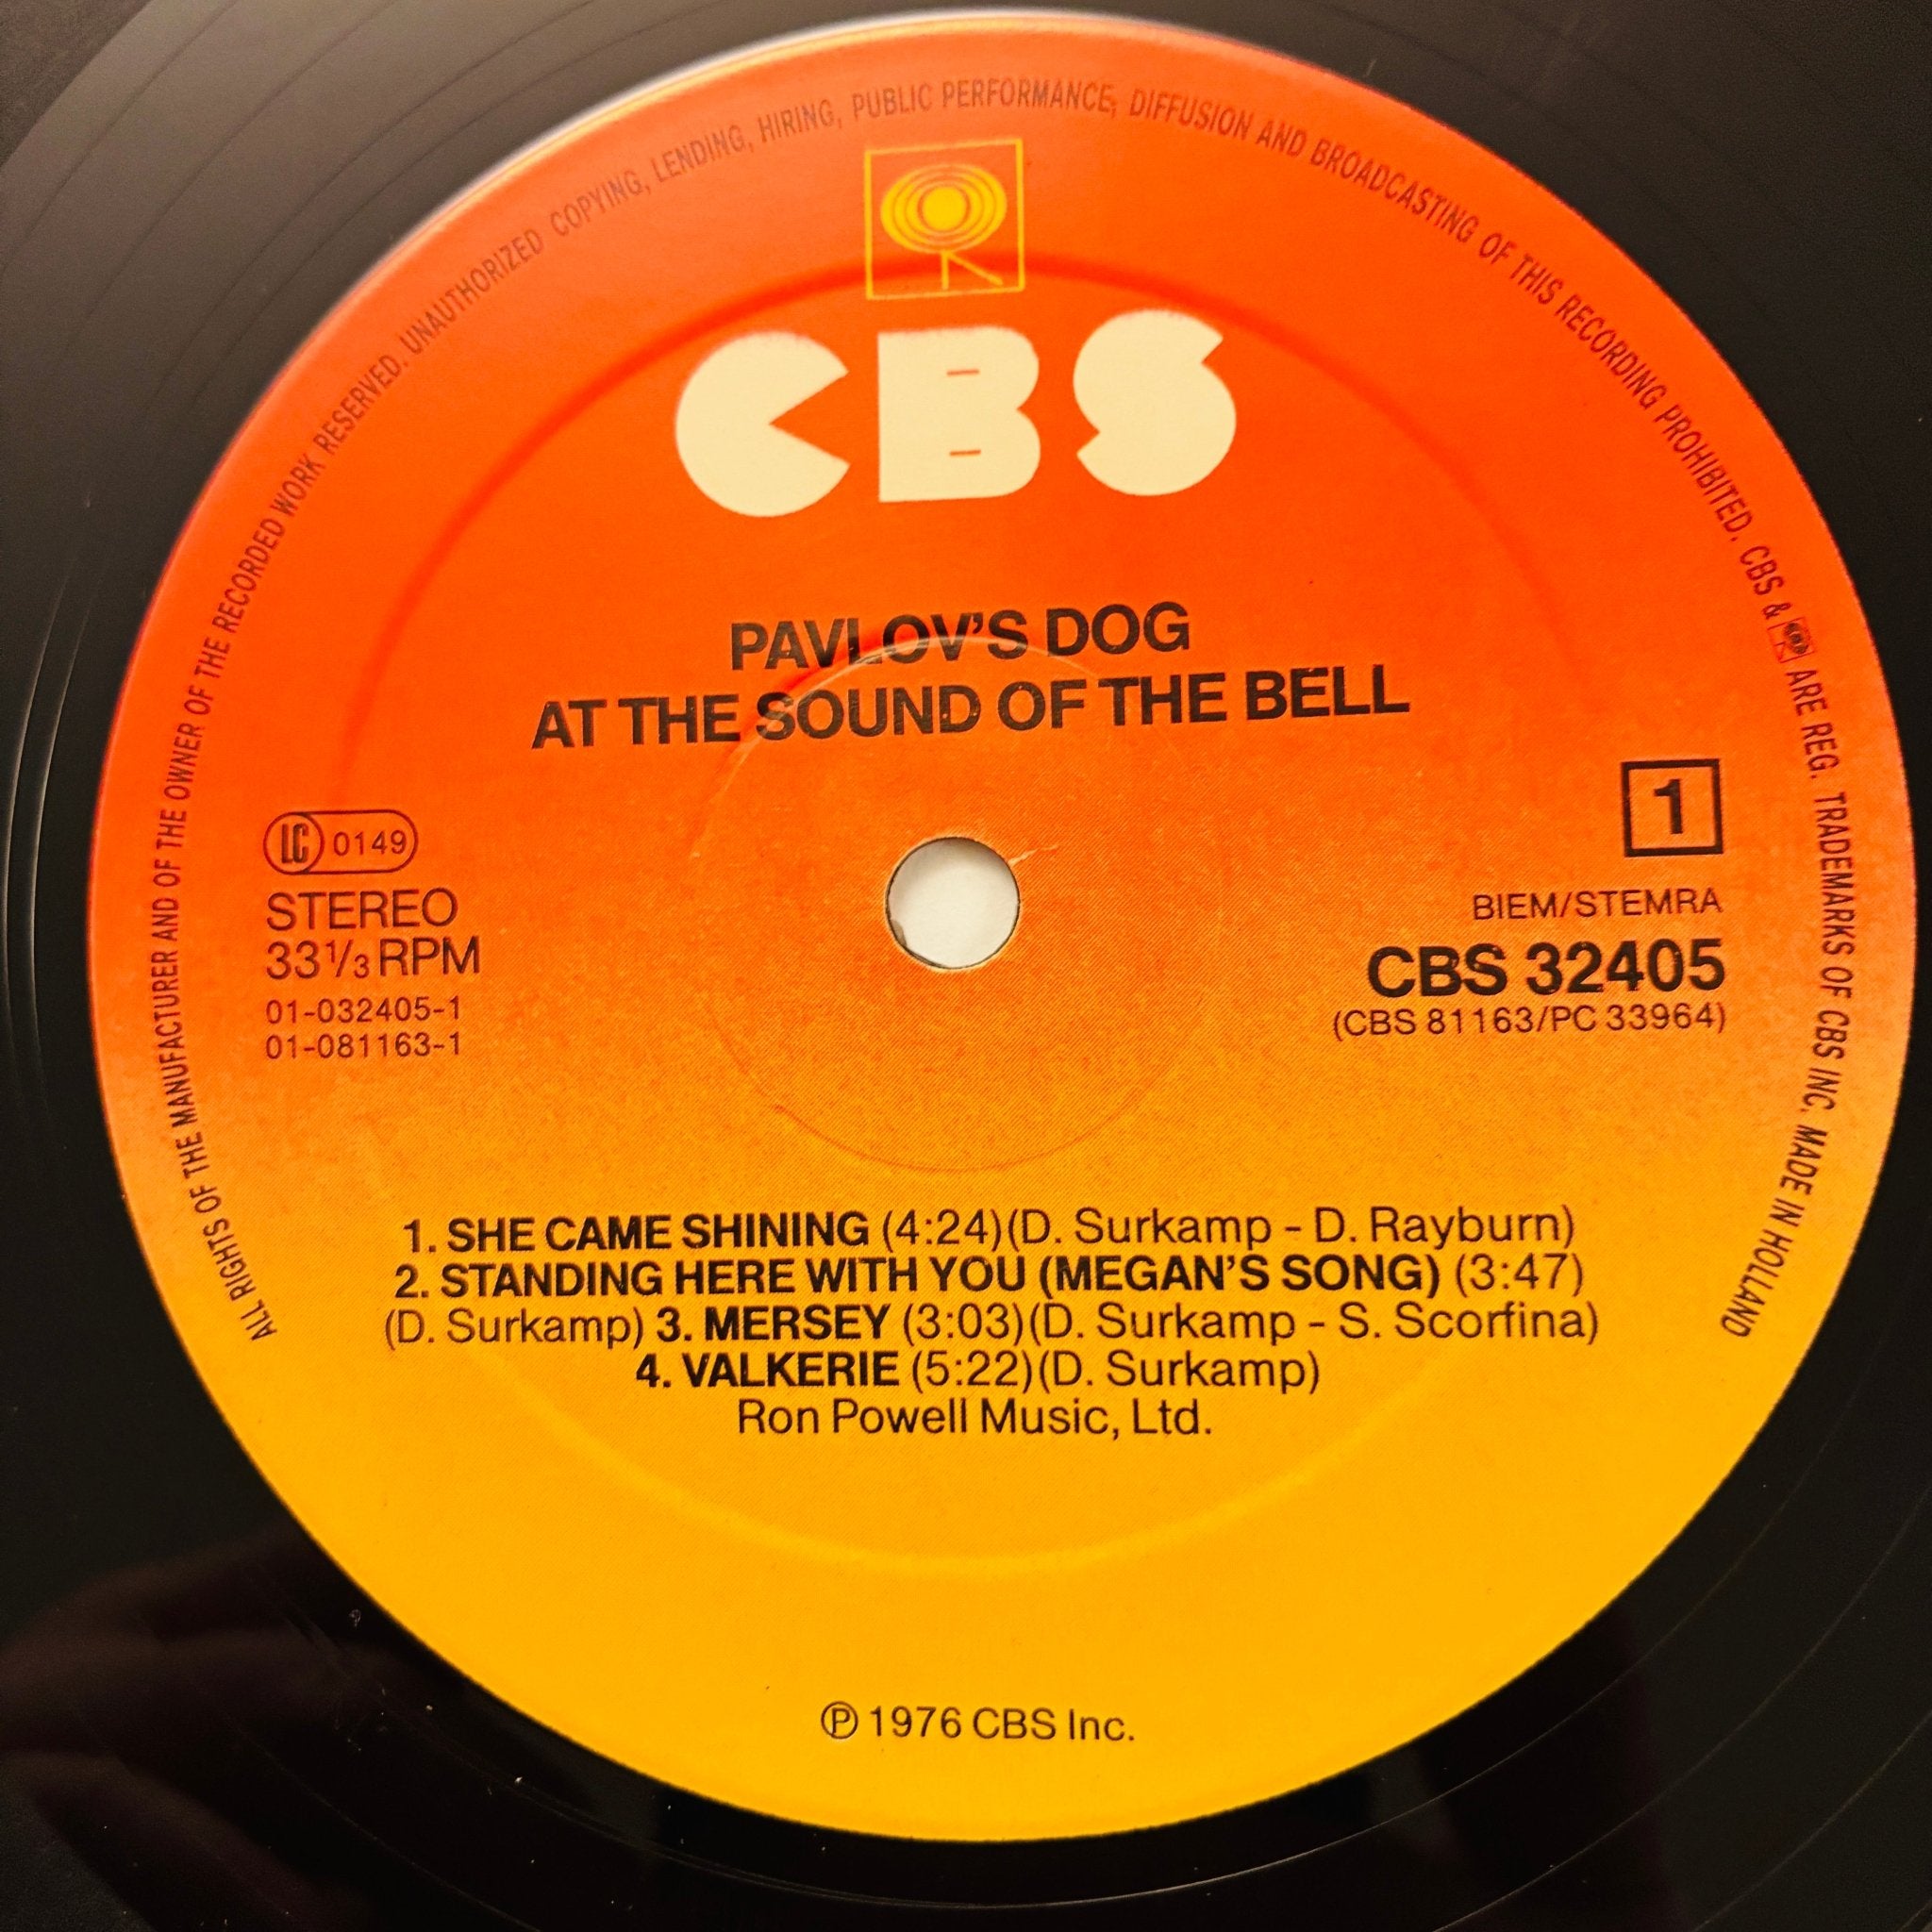 ALL RIGHTS OF THE MANUFACTURER AND OF THE OWNER OF THE RECORDED WORK RESERVED. UNAUTHORIZED COPYING, LENDING, HIRING, PUBLIC PERFORMANCE, DIFFUSION AND BROADCASTING OF THIS RECORDING PROHIBITED. CBS & ARE REG. TRADEMARKS OF CBS INC. MADE IN HOLLAND
CBS
PAVLOV'S DOG
AT THE SOUND OF THE BELL
LC 0149
STEREO
33 1/3 RPM
01-032405-1
01-081163-1
1
BIEM/STEMRA
CBS 32405
(CBS 81163/PC 33964)
1. SHE CAME SHINING (4:24)(D. Surkamp - D. Rayburn)
2. STANDING HERE WITH YOU (MEGAN'S SONG) (3:47)
(D. Surkamp) 3. MERSEY (3:03)(D. Surkamp - S. Scorfina)
4. VALKERIE (5:22)(D. Surkamp)
Ron Powell Music, Ltd.
℗ 1976 CBS Inc.